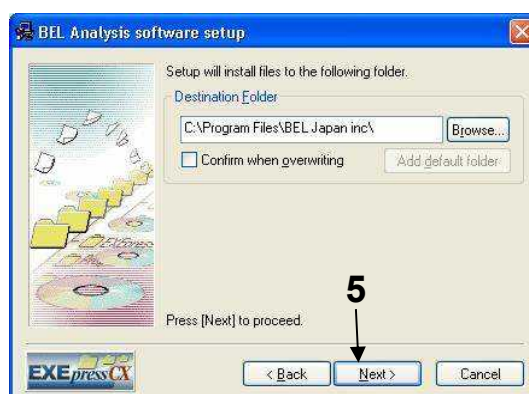 BEL Analysis software setup
Setup will install files to the following folder.
Destination Folder
C:\Program Files\BEL Japan inc\
Browse...
Confirm when overwriting
Add default folder
5
Press [Next] to proceed.
EXEpressCX
< Back
Next >
Cancel